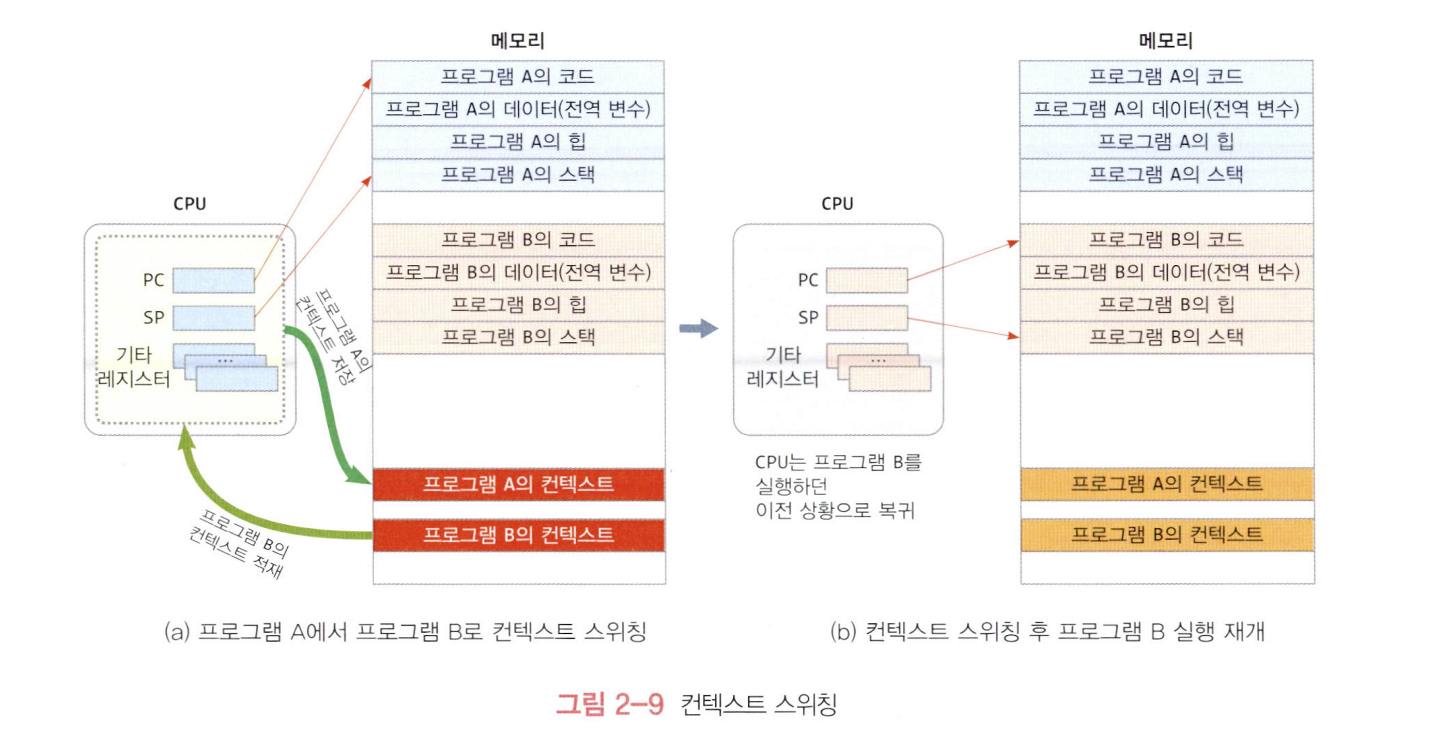 메모리
프로그램 A의 코드
프로그램 A의 데이터(전역 변수)
프로그램 A의 힙
프로그램 A의 스택
프로그램 B의 코드
프로그램 B의 데이터(전역 변수)
프로그램 B의 힙
프로그램 B의 스택
프로그램 A의 컨텍스트
프로그램 B의 컨텍스트
CPU
PC
SP
기타
레지스터
...
프로그램 A의
컨텍스트 저장
프로그램 B의
컨텍스트 적재
(a) 프로그램 A에서 프로그램 B로 컨텍스트 스위칭
메모리
프로그램 A의 코드
프로그램 A의 데이터(전역 변수)
프로그램 A의 힙
프로그램 A의 스택
프로그램 B의 코드
프로그램 B의 데이터(전역 변수)
프로그램 B의 힙
프로그램 B의 스택
프로그램 A의 컨텍스트
프로그램 B의 컨텍스트
CPU
PC
SP
기타
레지스터
...
CPU는 프로그램 B를
실행하던
이전 상황으로 복귀
(b) 컨텍스트 스위칭 후 프로그램 B 실행 재개
그림 2-9 컨텍스트 스위칭